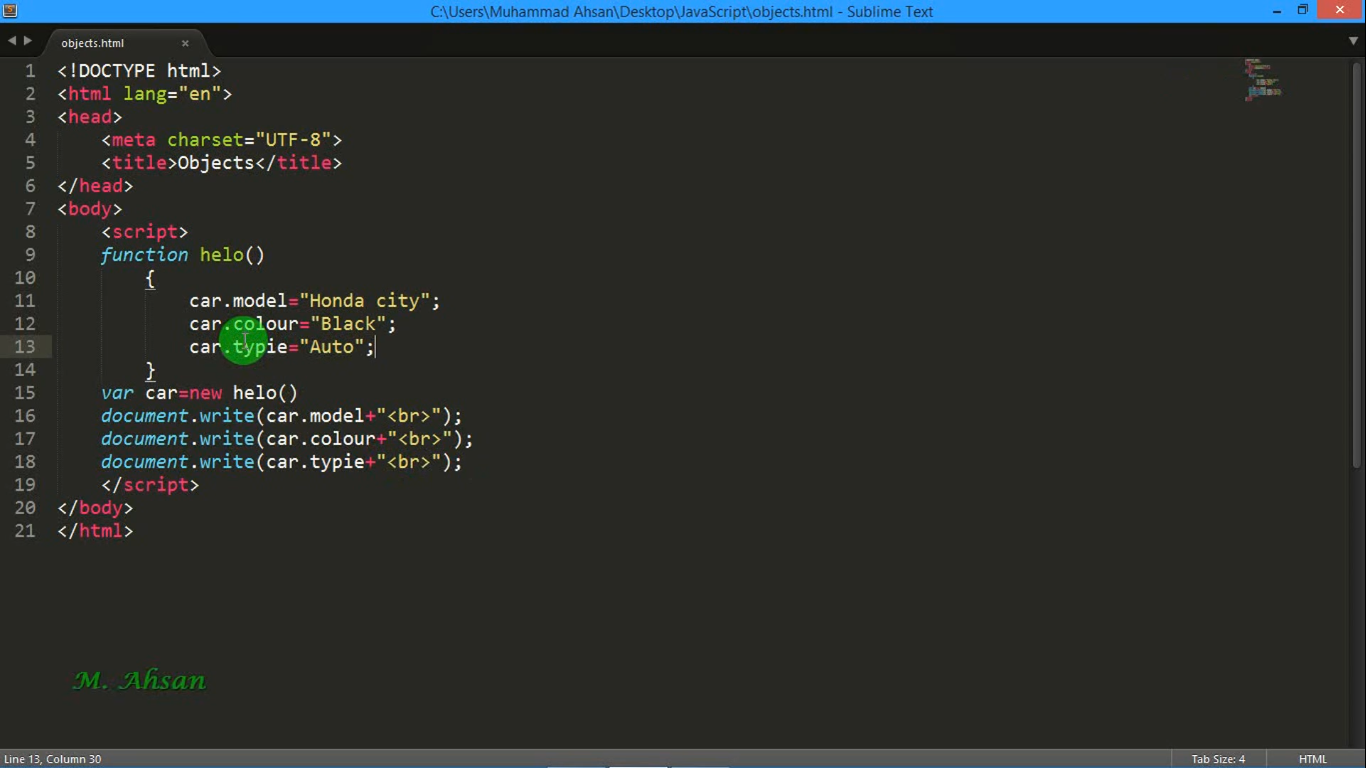 C:\Users\Muhammad Ahsan\Desktop\JavaScript\objects.html - Sublime Text
objects.html
1 <!DOCTYPE html>
2 <html lang="en">
3 <head>
4     <meta charset="UTF-8">
5     <title>Objects</title>
6 </head>
7 <body>
8     <script>
9     function helo()
10         {
11             car.model="Honda city";
12             car.colour="Black";
13             car.typie="Auto";
14         }
15     var car=new helo()
16     document.write(car.model+"<br>");
17     document.write(car.colour+"<br>");
18     document.write(car.typie+"<br>");
19     </script>
20 </body>
21 </html>
M. Ahsan
Line 13, Column 30
Tab Size: 4
HTML